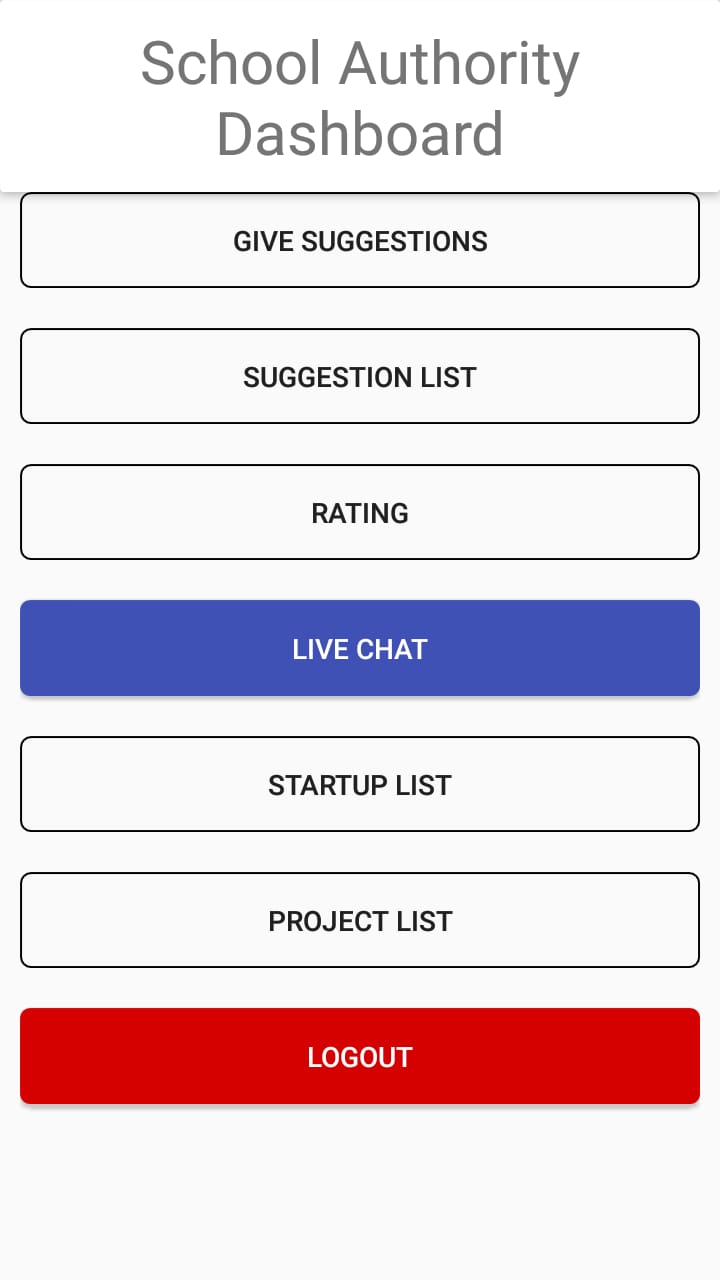 School Authority
Dashboard
GIVE SUGGESTIONS
SUGGESTION LIST
RATING
LIVE CHAT
STARTUP LIST
PROJECT LIST
LOGOUT